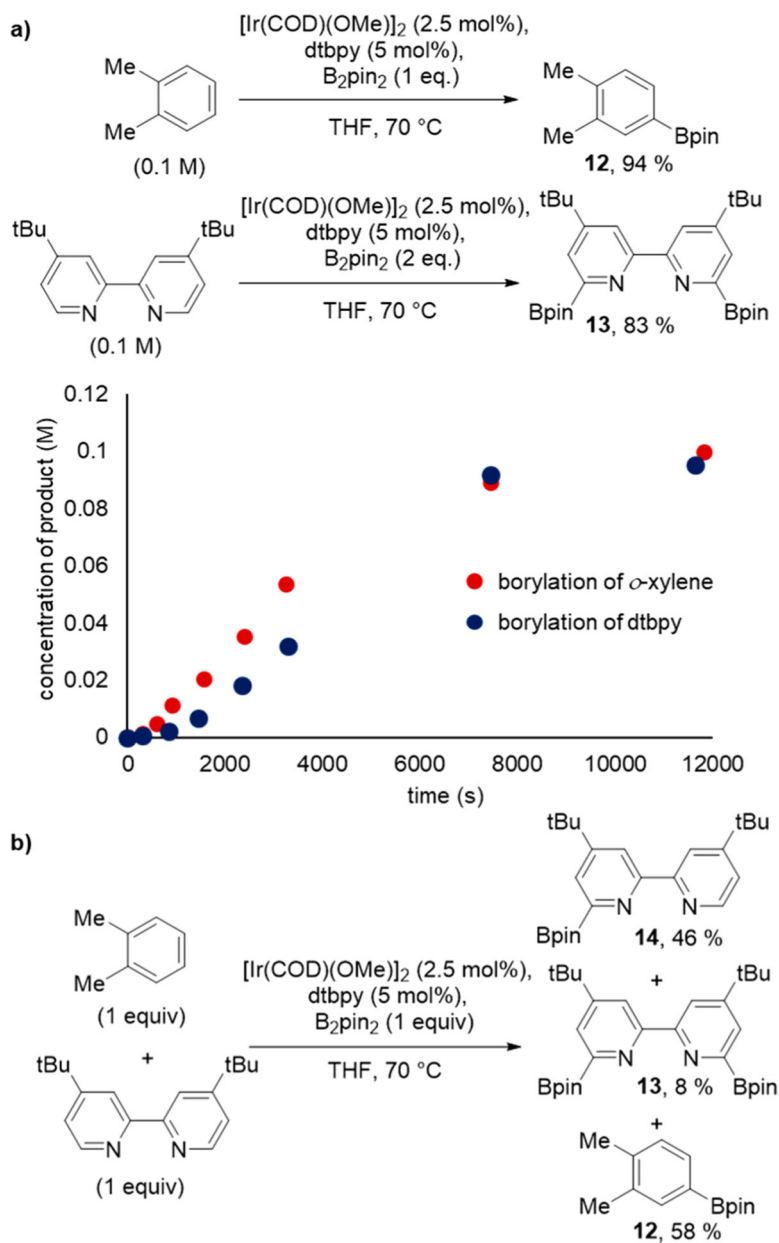 a)
[Ir(COD)(OMe)]₂ (2.5 mol%),
dtbpy (5 mol%),
B₂pin₂ (1 eq.)
THF, 70 °C
Me
Me
(0.1 M)
Me
Me
Bpin
12, 94 %
[Ir(COD)(OMe)]₂ (2.5 mol%),
dtbpy (5 mol%),
B₂pin₂ (2 eq.)
THF, 70 °C
tBu
tBu
N
N
(0.1 M)
tBu
tBu
N
N
Bpin
Bpin
13, 83 %
concentration of product (M)
0.12
0.1
0.08
0.06
0.04
0.02
0
borylation of o-xylene
borylation of dtbpy
0 2000 4000 6000 8000 10000 12000
time (s)
b)
Me
Me
(1 equiv)
+
tBu
tBu
N
N
(1 equiv)
[Ir(COD)(OMe)]₂ (2.5 mol%),
dtbpy (5 mol%),
B₂pin₂ (1 equiv)
THF, 70 °C
tBu
tBu
N
N
Bpin
14, 46 %
+
tBu
tBu
N
N
Bpin
Bpin
13, 8 %
+
Me
Me
Bpin
12, 58 %